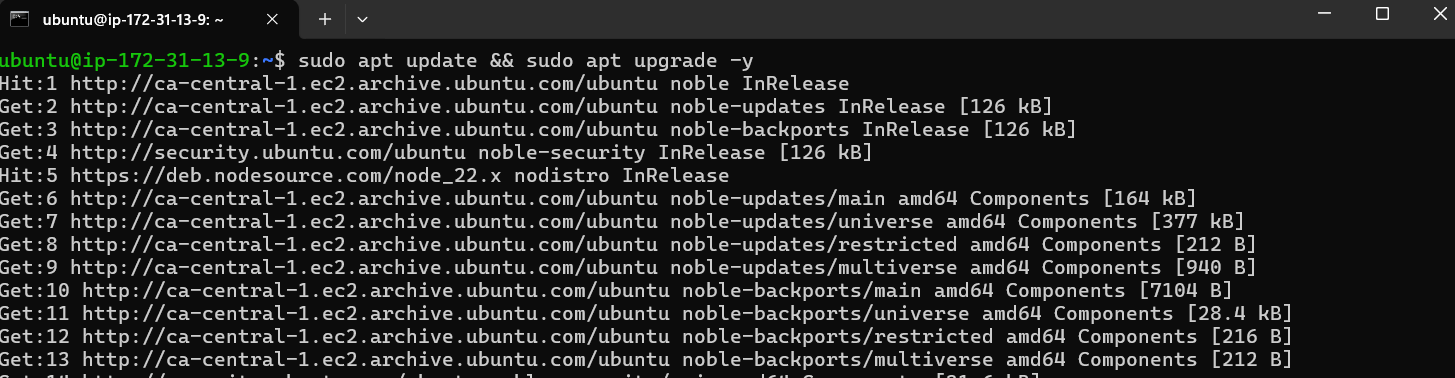 ubuntu@ip-172-31-13-9: ~
ubuntu@ip-172-31-13-9:~$ sudo apt update && sudo apt upgrade -y
Hit:1 http://ca-central-1.ec2.archive.ubuntu.com/ubuntu noble InRelease
Get:2 http://ca-central-1.ec2.archive.ubuntu.com/ubuntu noble-updates InRelease [126 kB]
Get:3 http://ca-central-1.ec2.archive.ubuntu.com/ubuntu noble-backports InRelease [126 kB]
Get:4 http://security.ubuntu.com/ubuntu noble-security InRelease [126 kB]
Hit:5 https://deb.nodesource.com/node_22.x nodistro InRelease
Get:6 http://ca-central-1.ec2.archive.ubuntu.com/ubuntu noble-updates/main amd64 Components [164 kB]
Get:7 http://ca-central-1.ec2.archive.ubuntu.com/ubuntu noble-updates/universe amd64 Components [377 kB]
Get:8 http://ca-central-1.ec2.archive.ubuntu.com/ubuntu noble-updates/restricted amd64 Components [212 B]
Get:9 http://ca-central-1.ec2.archive.ubuntu.com/ubuntu noble-updates/multiverse amd64 Components [940 B]
Get:10 http://ca-central-1.ec2.archive.ubuntu.com/ubuntu noble-backports/main amd64 Components [7104 B]
Get:11 http://ca-central-1.ec2.archive.ubuntu.com/ubuntu noble-backports/universe amd64 Components [28.4 kB]
Get:12 http://ca-central-1.ec2.archive.ubuntu.com/ubuntu noble-backports/restricted amd64 Components [216 B]
Get:13 http://ca-central-1.ec2.archive.ubuntu.com/ubuntu noble-backports/multiverse amd64 Components [212 B]